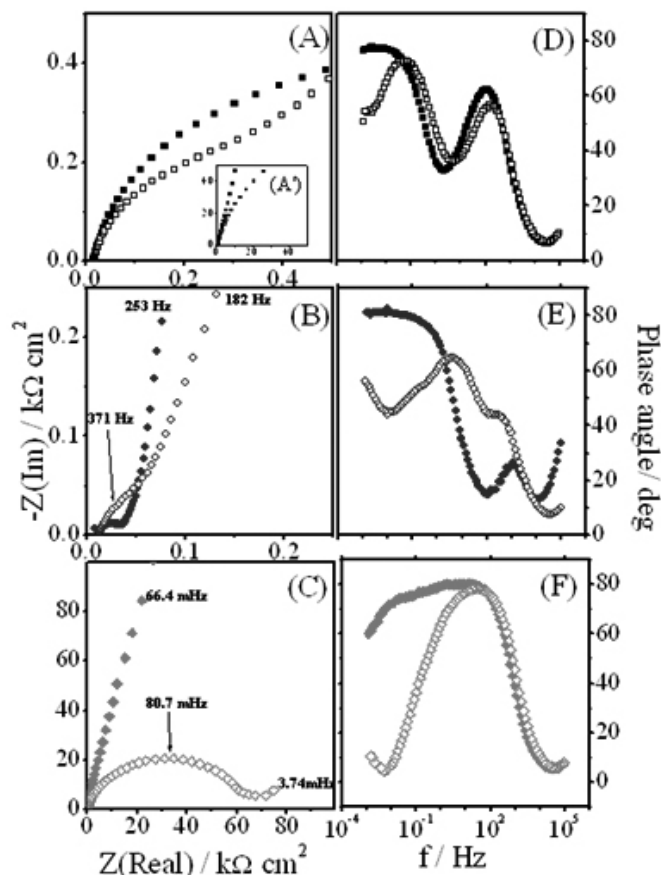 (A)
0.4
0.2
0.0
0.0 0.2 0.4
(A')
40
20
0
0 20 40
(D)
80
60
40
20
0
(B)
253 Hz
182 Hz
371 Hz
0.2
0.1
0.0
0.0 0.1 0.2
-Z(Im) / kΩ cm²
(E)
80
60
40
20
0
Phase angle/ deg
(C)
66.4 mHz
80.7 mHz
3.74mHz
80
60
40
20
0
0 20 40 60 80 100
Z(Real) / kΩ cm²
(F)
80
60
40
20
0
10⁻⁴ 10⁻¹ 10² 10⁵
f / Hz